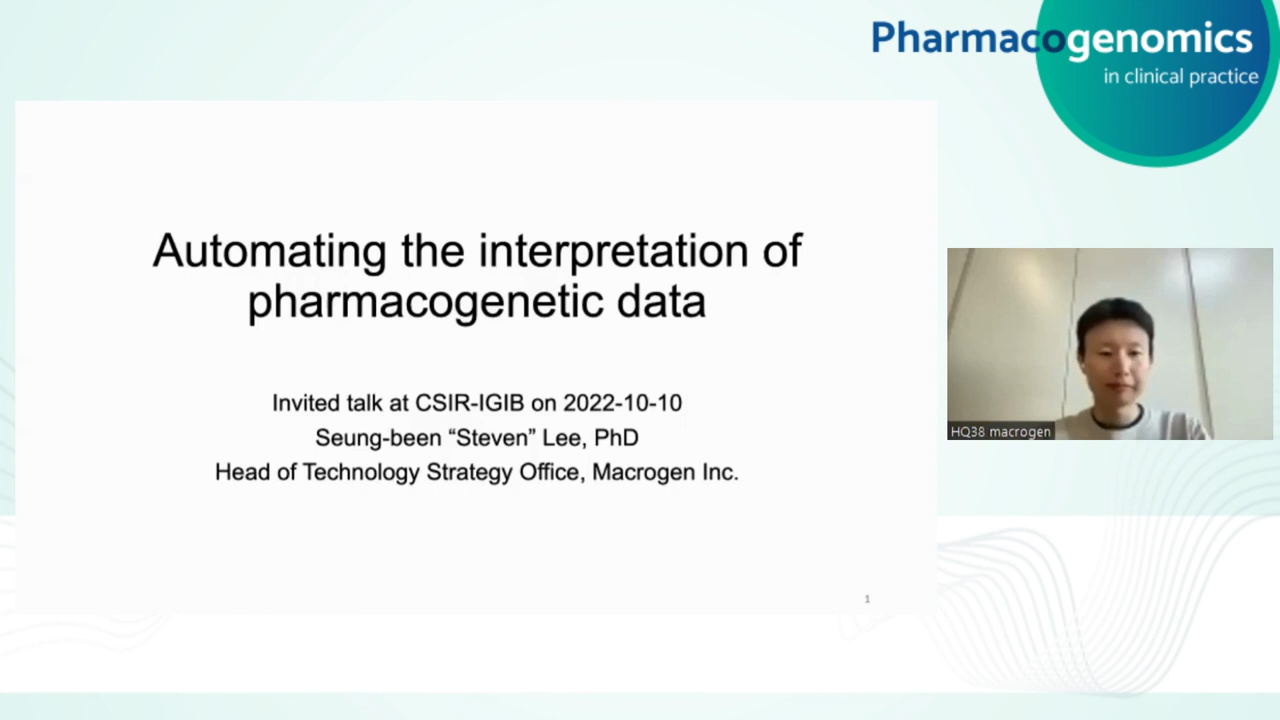 Pharmacogenomics
in clinical practice
Automating the interpretation of
pharmacogenetic data
Invited talk at CSIR-IGIB on 2022-10-10
Seung-been “Steven” Lee, PhD
Head of Technology Strategy Office, Macrogen Inc.
1
HQ38 macrogen